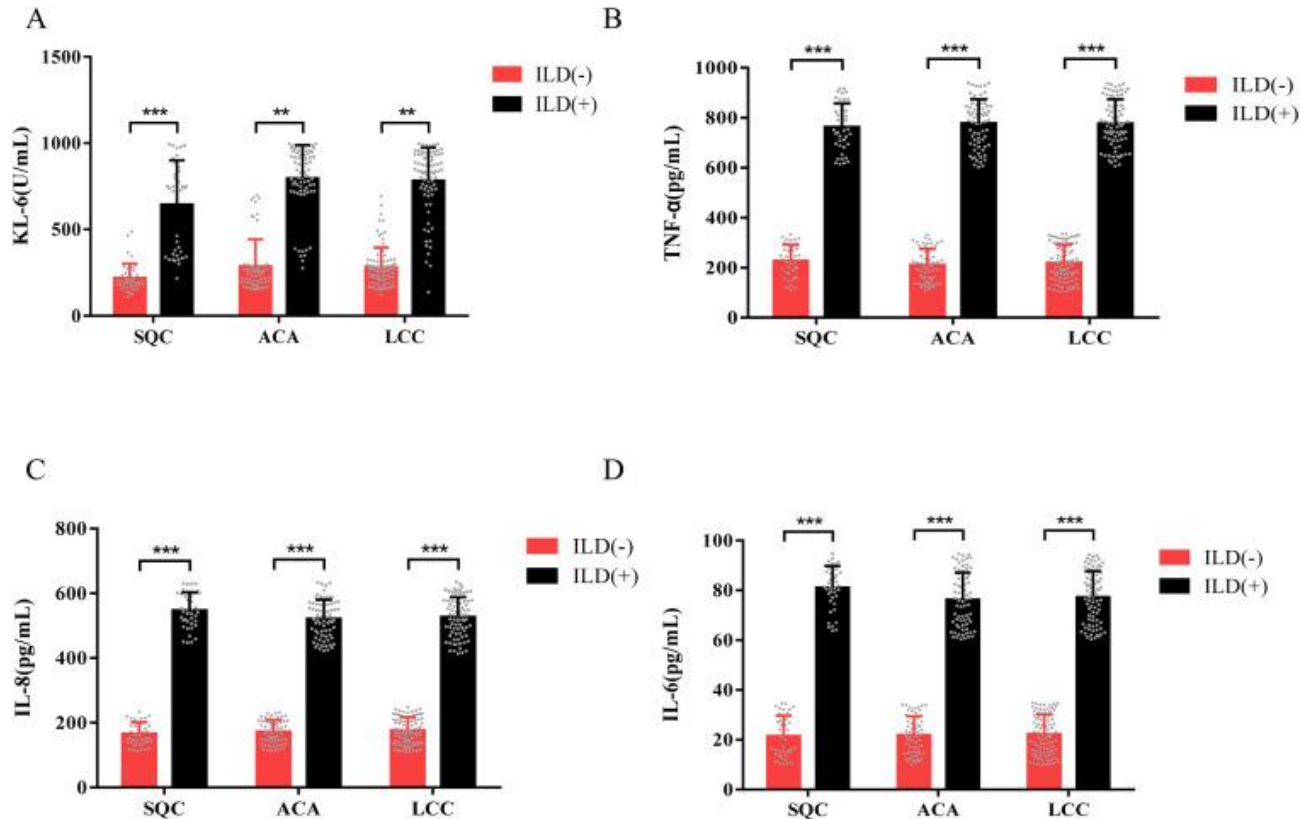 A
KL-6(U/mL)
1500
1000
500
0
*** ** **
SQC ACA LCC
ILD(-)
ILD(+)
B
TNF-α(pg/mL)
1000
800
600
400
200
0
*** *** ***
SQC ACA LCC
ILD(-)
ILD(+)
C
IL-8(pg/mL)
800
600
400
200
0
*** *** ***
SQC ACA LCC
ILD(-)
ILD(+)
D
IL-6(pg/mL)
100
80
60
40
20
0
*** *** ***
SQC ACA LCC
ILD(-)
ILD(+)